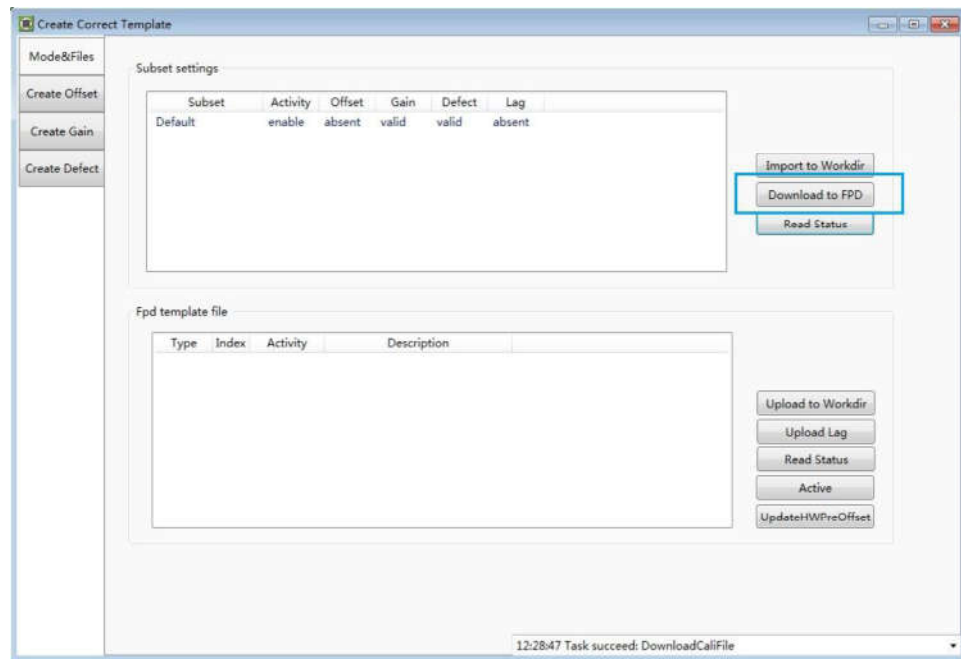 Create Correct Template
Mode&Files
Create Offset
Create Gain
Create Defect
Subset settings
Subset Activity Offset Gain Defect Lag
Default enable absent valid valid absent
Import to Workdir
Download to FPD
Read Status
Fpd template file
Type Index Activity Description
Upload to Workdir
Upload Lag
Read Status
Active
UpdateHWPreOffset
12:28:47 Task succeed: DownloadCaliFile